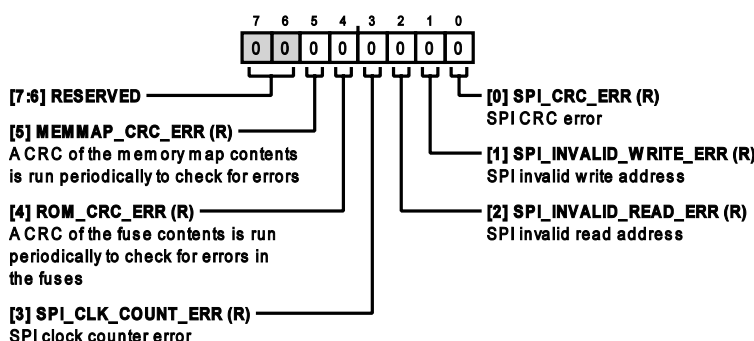 7 6 5 4 3 2 1 0
0 0 0 0 0 0 0 0
[7:6] RESERVED
[5] MEMMAP_CRC_ERR (R)
A CRC of the memory map contents
is run periodically to check for errors
[4] ROM_CRC_ERR (R)
A CRC of the fuse contents is run
periodically to check for errors in
the fuses
[3] SPI_CLK_COUNT_ERR (R)
SPI clock counter error
[0] SPI_CRC_ERR (R)
SPI CRC error
[1] SPI_INVALID_WRITE_ERR (R)
SPI invalid write address
[2] SPI_INVALID_READ_ERR (R)
SPI invalid read address